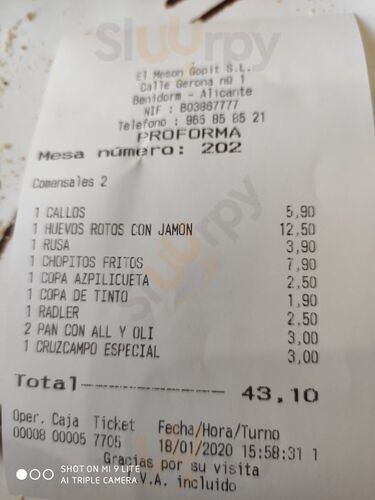 El Meson Gopit S.L.
Calle Gerona nº 1
Benidorm - Alicante
NIF : B03967777
Telefono : 966 85 85 21
PROFORMA
Mesa número: 202
Comensales 2
1 CALLOS 5,90
1 HUEVOS ROTOS CON JAMON 12,50
1 RUSA 3,90
1 CHOPITOS FRITOS 7,90
1 COPA AZPILICUETA 2,50
1 COPA DE TINTO 1,90
1 RADLER 2,50
2 PAN CON ALL Y OLI 3,00
1 CRUZCAMPO ESPECIAL 3,00
Total 43,10
Oper. Caja Ticket Fecha/Hora/Turno
00008 00005 7705 18/01/2020 15:58:31 1
Gracias por su visita
V.A. incluido
SHOT ON MI 9 LITE
AI TRIPLE CAMERA
Sluurpy
Sluurpy
Sluurpy